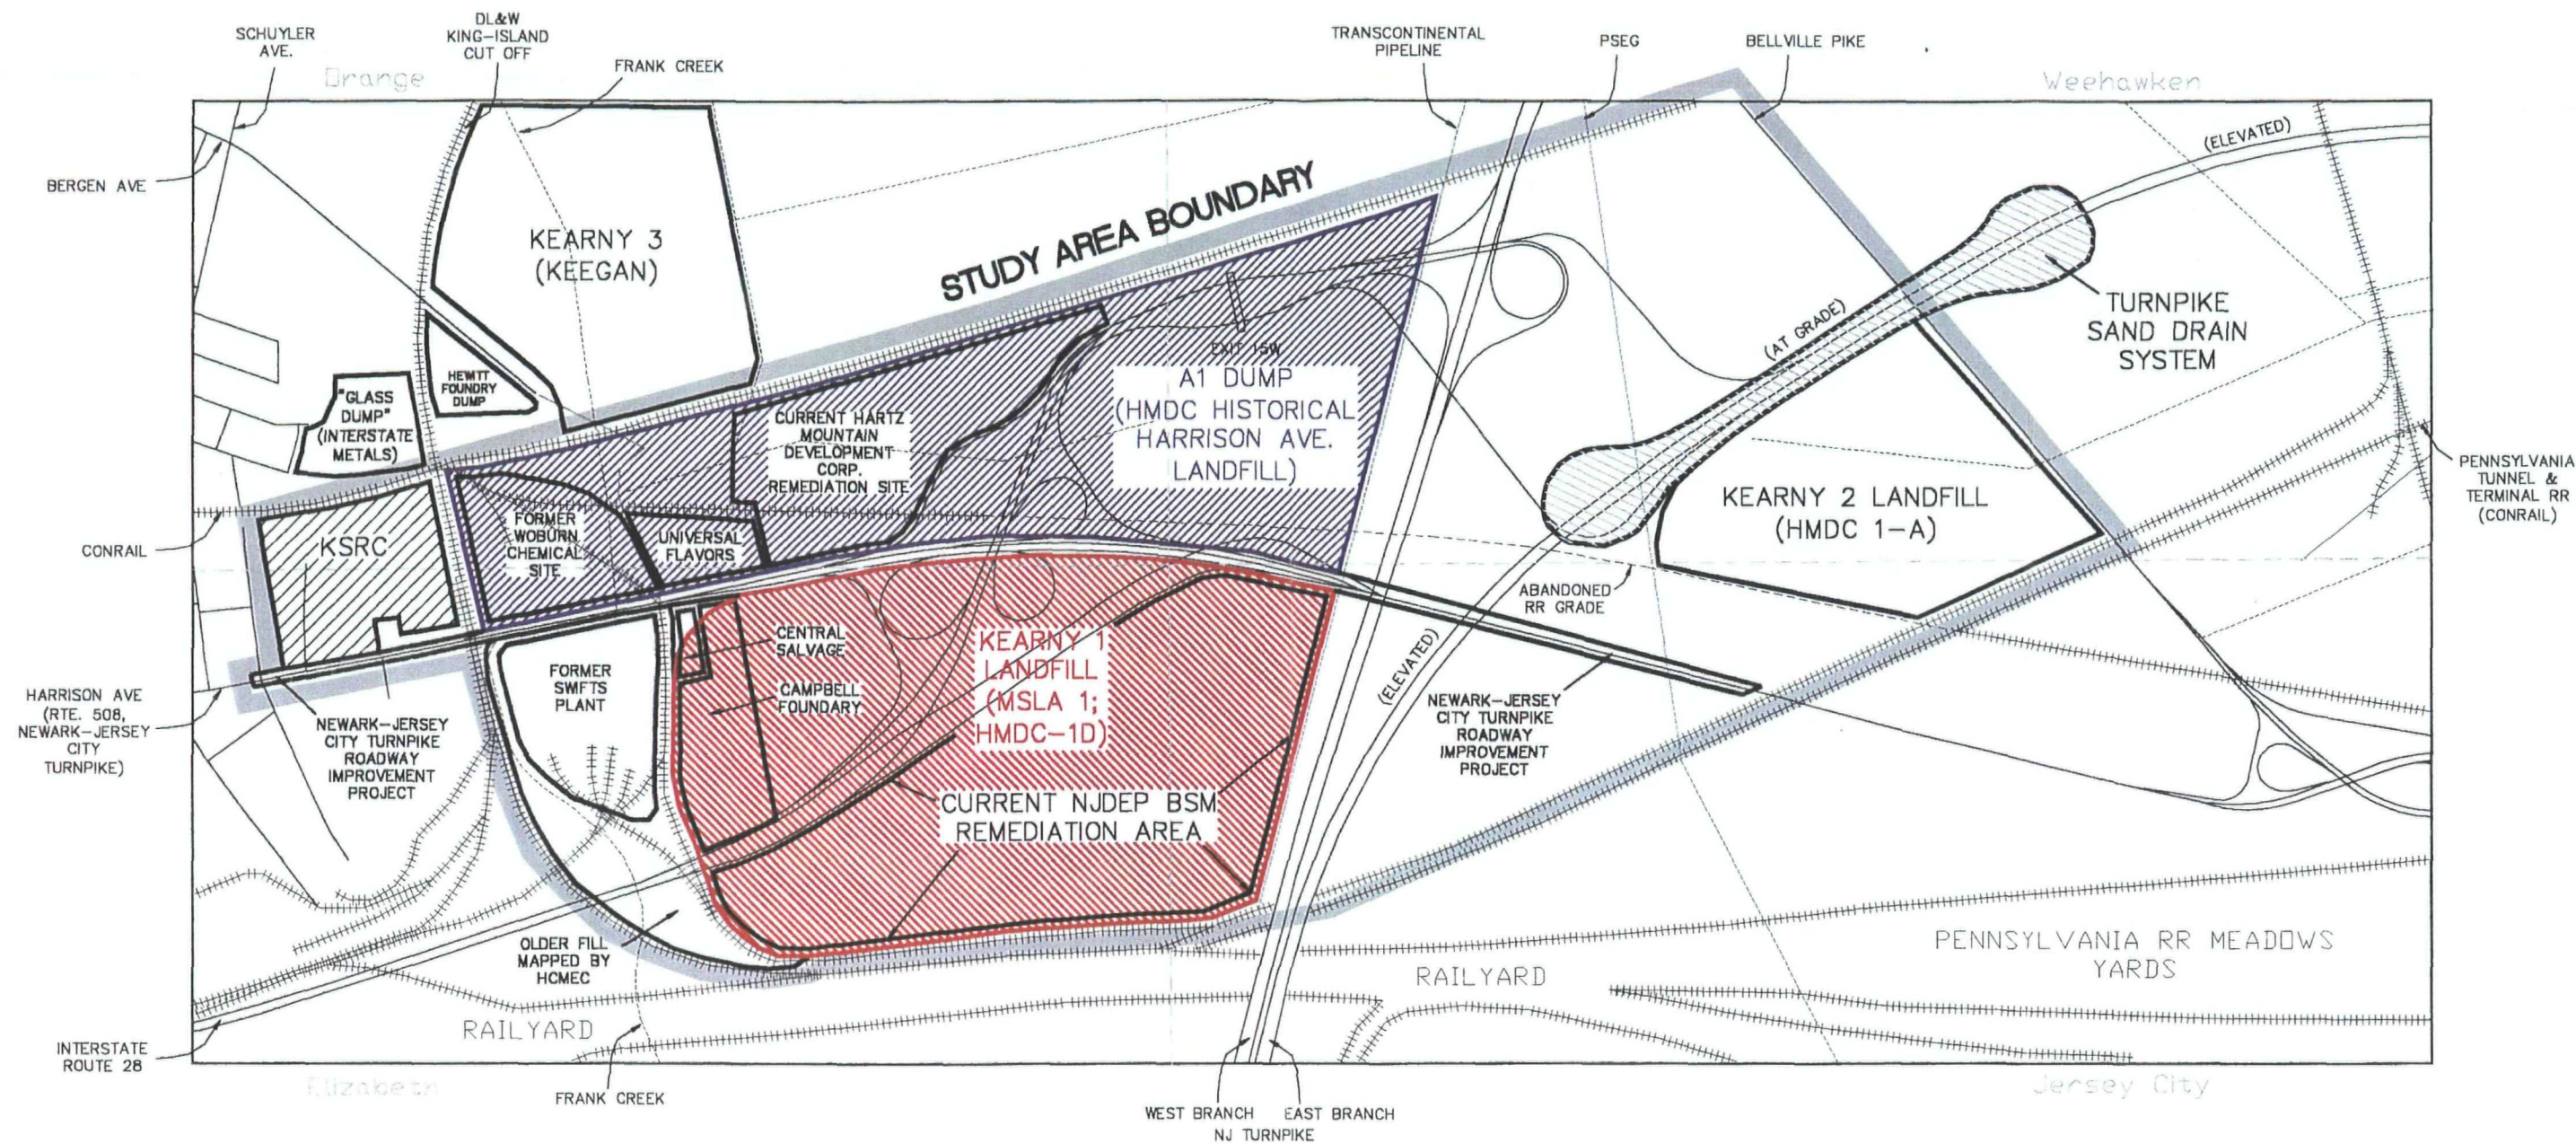 SCHUYLER
AVE.
DL&W
KING-ISLAND
CUT OFF
FRANK CREEK
TRANSCONTINENTAL
PIPELINE
PSEG
BELLVILLE PIKE
Orange
Weehawken
BERGEN AVE
(ELEVATED)
KEARNY 3
(KEEGAN)
STUDY AREA BOUNDARY
TURNPIKE
SAND DRAIN
SYSTEM
(AT GRADE)
EXIT 15W
A1 DUMP
(HMDC HISTORICAL
HARRISON AVE.
LANDFILL)
HEWITT
FOUNDRY
DUMP
"GLASS
DUMP"
(INTERSTATE
METALS)
CURRENT HARTZ
MOUNTAIN
DEVELOPMENT
CORP.
REMEDIATION SITE
PENNSYLVANIA
TUNNEL &
TERMINAL RR
(CONRAIL)
KEARNY 2 LANDFILL
(HMDC 1-A)
CONRAIL
KSRC
FORMER
WOBURN
CHEMICAL
SITE
UNIVERSAL
FLAVORS
ABANDONED
RR GRADE
CENTRAL
SALVAGE
KEARNY 1
LANDFILL
(MSLA 1;
HMDC-1D)
(ELEVATED)
FORMER
SWIFTS
PLANT
CAMPBELL
FOUNDRY
HARRISON AVE
(RTE. 508,
NEWARK-JERSEY
CITY
TURNPIKE)
NEWARK-JERSEY
CITY TURNPIKE
ROADWAY
IMPROVEMENT
PROJECT
NEWARK-JERSEY
CITY TURNPIKE
ROADWAY
IMPROVEMENT
PROJECT
CURRENT NJDEP BSM
REMEDIATION AREA
OLDER FILL
MAPPED BY
HCMEC
PENNSYLVANIA RR MEADOWS
YARDS
RAILYARD
RAILYARD
INTERSTATE
ROUTE 28
Elizabeth
FRANK CREEK
Jersey City
WEST BRANCH
EAST BRANCH
NJ TURNPIKE